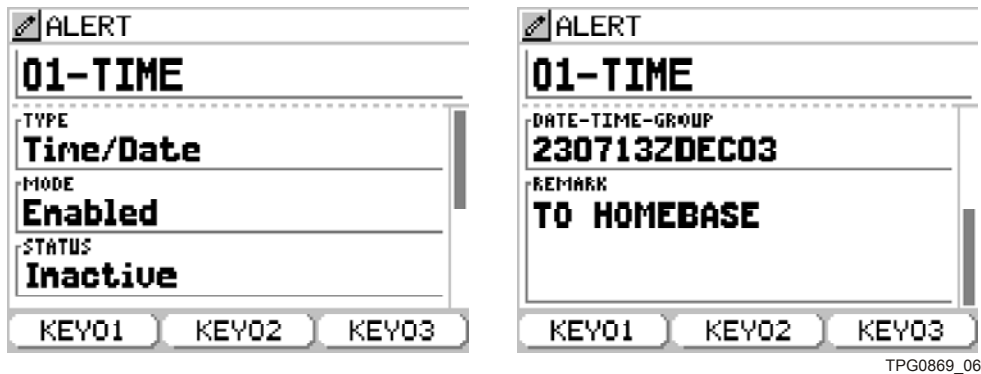 ALERT
01-TIME
TYPE
Time/Date
MODE
Enabled
STATUS
Inactive
KEY01 KEY02 KEY03
ALERT
01-TIME
DATE-TIME-GROUP
230713ZDEC03
REMARK
TO HOMEBASE
KEY01 KEY02 KEY03
TPG0869_06